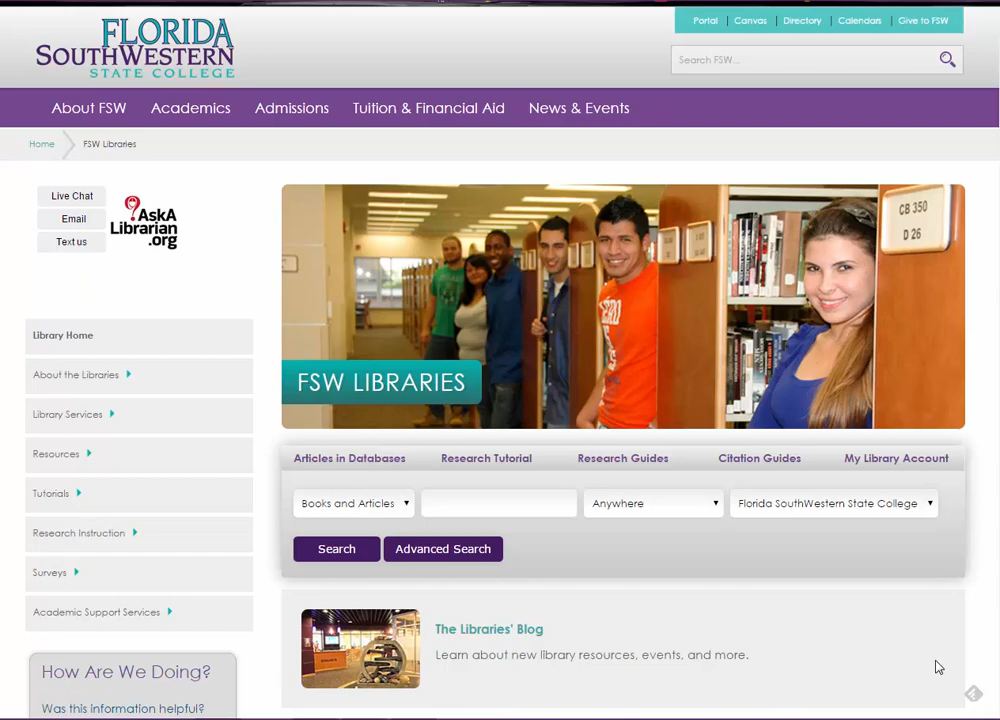 FLORIDA
SOUTHWESTERN
STATE COLLEGE
Portal | Canvas | Directory | Calendars | Give to FSW
Search FSW...
About FSW Academics Admissions Tuition & Financial Aid News & Events
Home FSW Libraries
Live Chat
Email
Text us
AskA
Librarian
.org
CB 350
D 26
FSW LIBRARIES
Library Home
About the Libraries
Library Services
Resources
Tutorials
Research Instruction
Surveys
Academic Support Services
How Are We Doing?
Was this information helpful?
Articles in Databases Research Tutorial Research Guides Citation Guides My Library Account
Books and Articles Anywhere Florida SouthWestern State College
Search Advanced Search
The Libraries' Blog
Learn about new library resources, events, and more.